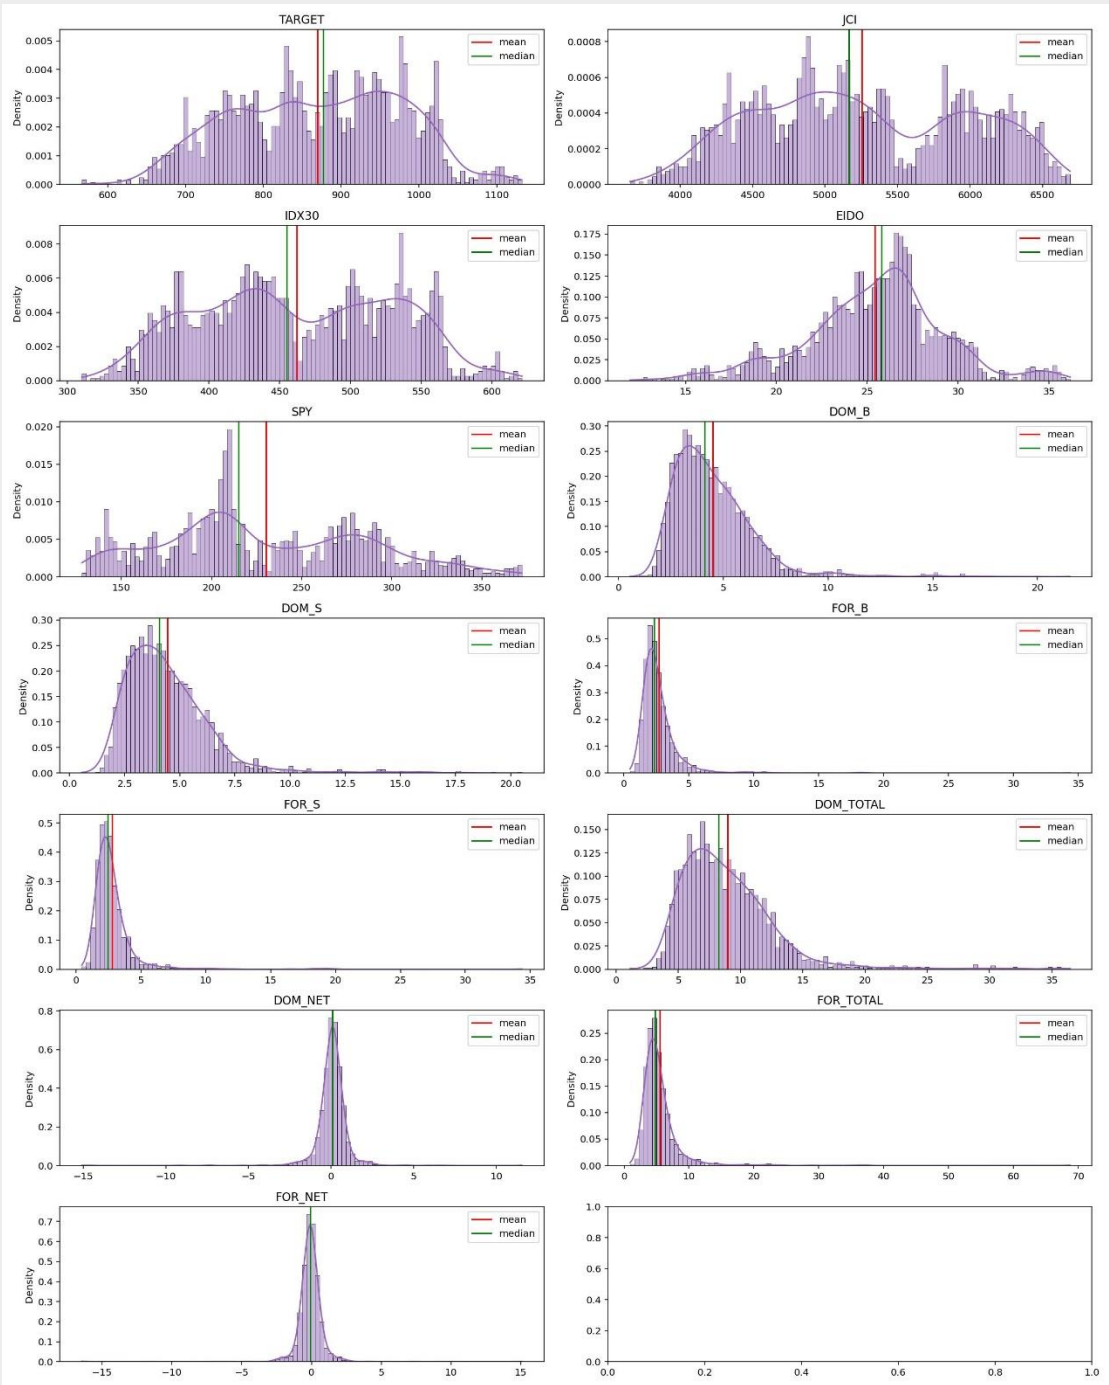 TARGET
Density
0.005
0.004
0.003
0.002
0.001
0.000
600 700 800 900 1000 1100
mean
median
JCI
Density
0.0008
0.0006
0.0004
0.0002
0.0000
4000 4500 5000 5500 6000 6500
mean
median
IDX30
Density
0.008
0.006
0.004
0.002
0.000
300 350 400 450 500 550 600
mean
median
EIDO
Density
0.175
0.150
0.125
0.100
0.075
0.050
0.025
0.000
15 20 25 30 35
mean
median
SPY
Density
0.020
0.015
0.010
0.005
0.000
150 200 250 300 350
mean
median
DOM_B
Density
0.30
0.25
0.20
0.15
0.10
0.05
0.00
0 5 10 15 20
mean
median
DOM_S
Density
0.30
0.25
0.20
0.15
0.10
0.05
0.00
0.0 2.5 5.0 7.5 10.0 12.5 15.0 17.5 20.0
mean
median
FOR_B
Density
0.5
0.4
0.3
0.2
0.1
0.0
0 5 10 15 20 25 30 35
mean
median
FOR_S
Density
0.5
0.4
0.3
0.2
0.1
0.0
0 5 10 15 20 25 30 35
mean
median
DOM_TOTAL
Density
0.150
0.125
0.100
0.075
0.050
0.025
0.000
0 5 10 15 20 25 30 35
mean
median
DOM_NET
Density
0.8
0.6
0.4
0.2
0.0
−15 −10 −5 0 5 10
mean
median
FOR_TOTAL
Density
0.25
0.20
0.15
0.10
0.05
0.00
0 10 20 30 40 50 60 70
mean
median
FOR_NET
Density
0.7
0.6
0.5
0.4
0.3
0.2
0.1
0.0
−15 −10 −5 0 5 10 15
mean
median
1.0
0.8
0.6
0.4
0.2
0.0
0.0 0.2 0.4 0.6 0.8 1.0